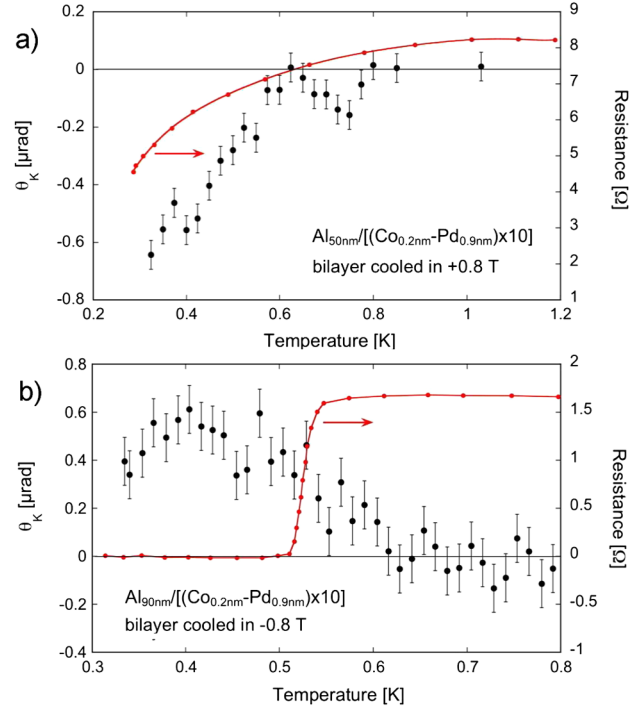 a)
0.2
0
-0.2
-0.4
-0.6
-0.8
θK [μrad]
9
8
7
6
5
4
3
2
1
Resistance [Ω]
Al50nm/[(Co0.2nm-Pd0.9nm)x10]
bilayer cooled in +0.8 T
0.2 0.4 0.6 0.8 1 1.2
Temperature [K]
b)
0.8
0.6
0.4
0.2
0
-0.2
-0.4
θK [μrad]
2
1.5
1
0.5
0
-0.5
-1
Resistance [Ω]
Al90nm/[(Co0.2nm-Pd0.9nm)x10]
bilayer cooled in -0.8 T
0.3 0.4 0.5 0.6 0.7 0.8
Temperature [K]